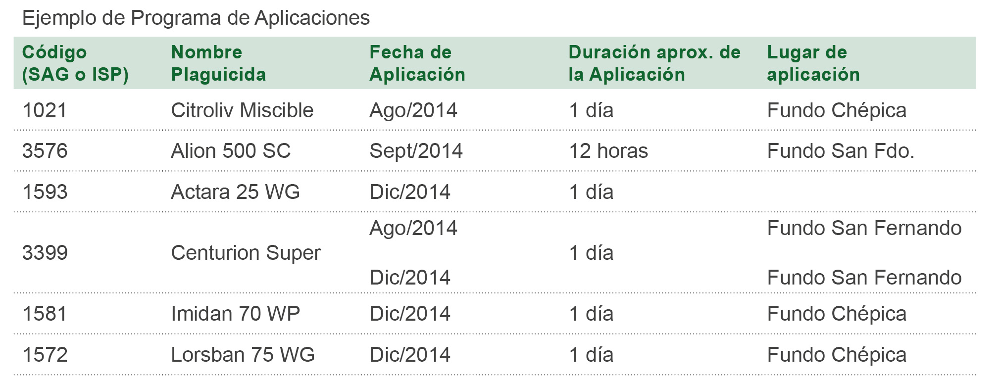 Ejemplo de Programa de Aplicaciones
Código (SAG o ISP) Nombre Plaguicida Fecha de Aplicación Duración aprox. de la Aplicación Lugar de aplicación
1021 Citroliv Miscible Ago/2014 1 día Fundo Chépica
3576 Alion 500 SC Sept/2014 12 horas Fundo San Fdo.
1593 Actara 25 WG Dic/2014 1 día
Ago/2014 Fundo San Fernando
3399 Centurion Super 1 día
Dic/2014 Fundo San Fernando
1581 Imidan 70 WP Dic/2014 1 día Fundo Chépica
1572 Lorsban 75 WG Dic/2014 1 día Fundo Chépica